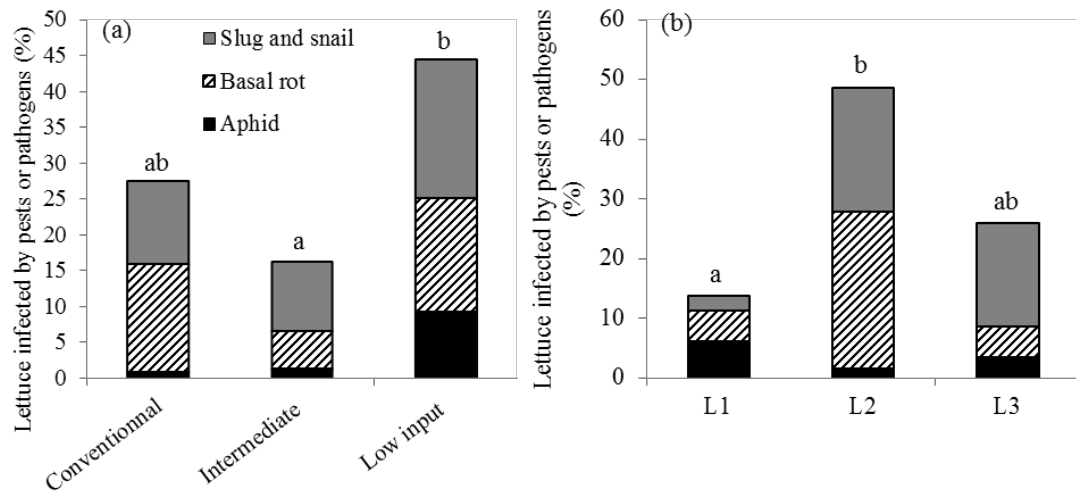 (a)
Lettuce infected by pests or pathogens (%)
50
45
40
35
30
25
20
15
10
5
0
Slug and snail
Basal rot
Aphid
ab
a
b
Conventionnal
Intermediate
Low input
(b)
Lettuce infected by pests or pathogens
(%)
60
50
40
30
20
10
0
a
b
ab
L1
L2
L3